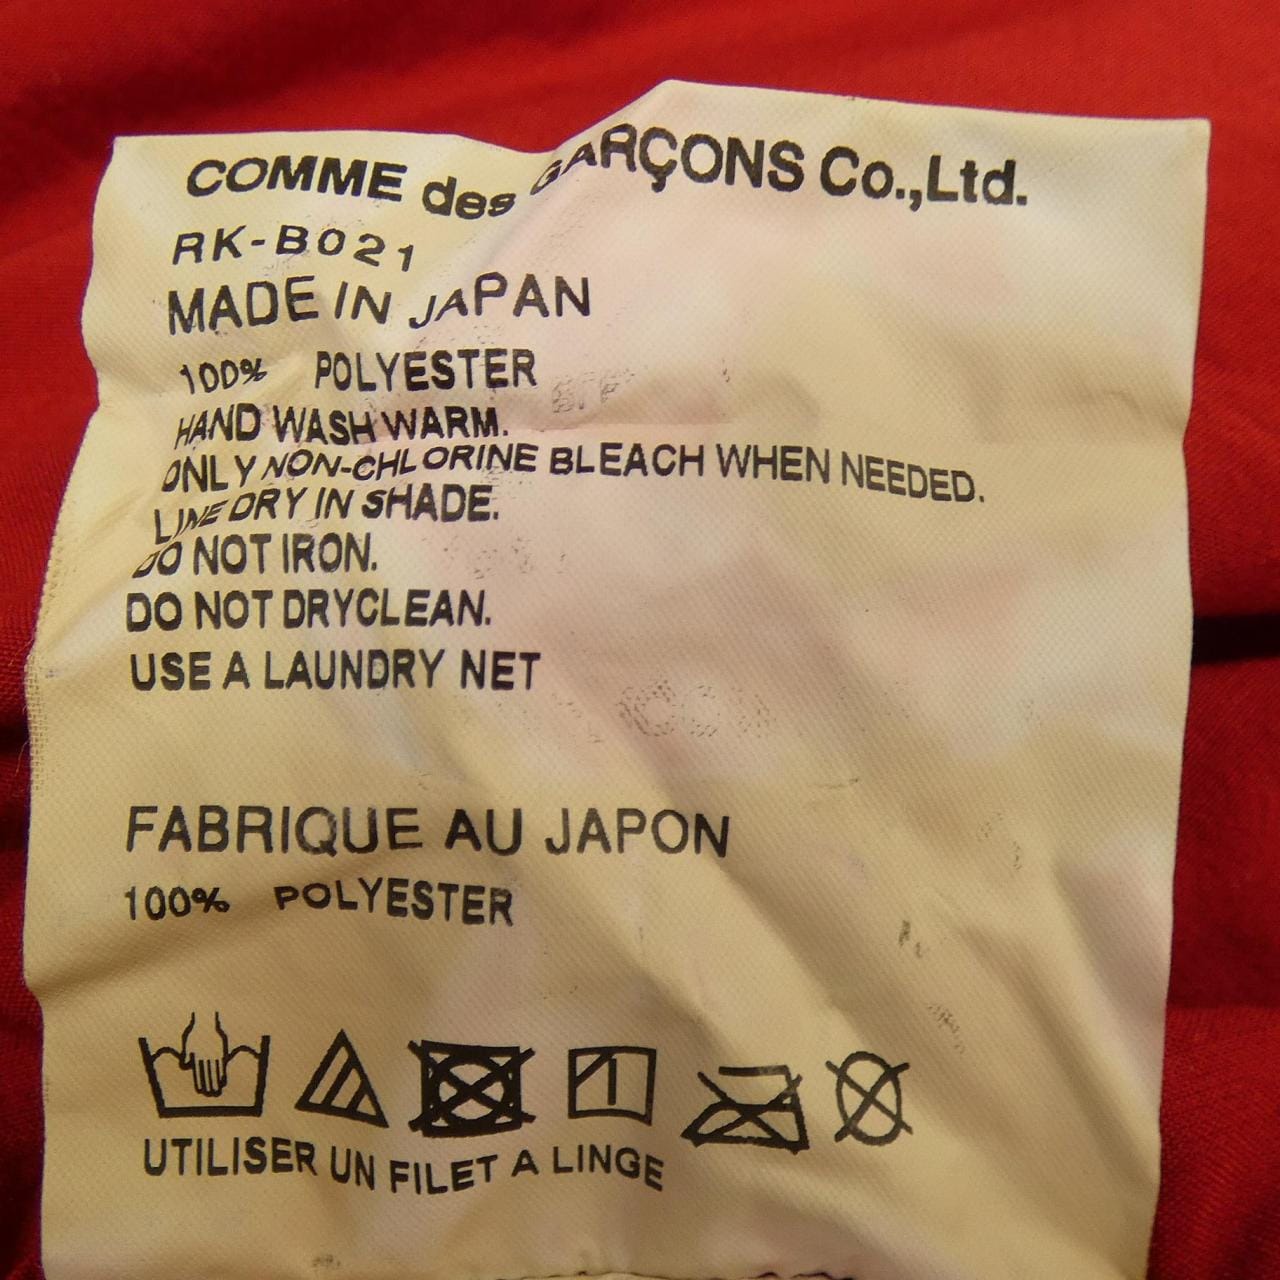 COMME des GARÇONS Co.,Ltd.
RK-B021
MADE IN JAPAN
100% POLYESTER
HAND WASH WARM.
ONLY NON-CHLORINE BLEACH WHEN NEEDED.
LINE DRY IN SHADE.
DO NOT IRON.
DO NOT DRYCLEAN.
USE A LAUNDRY NET
FABRIQUE AU JAPON
100% POLYESTER
UTILISER UN FILET A LINGE